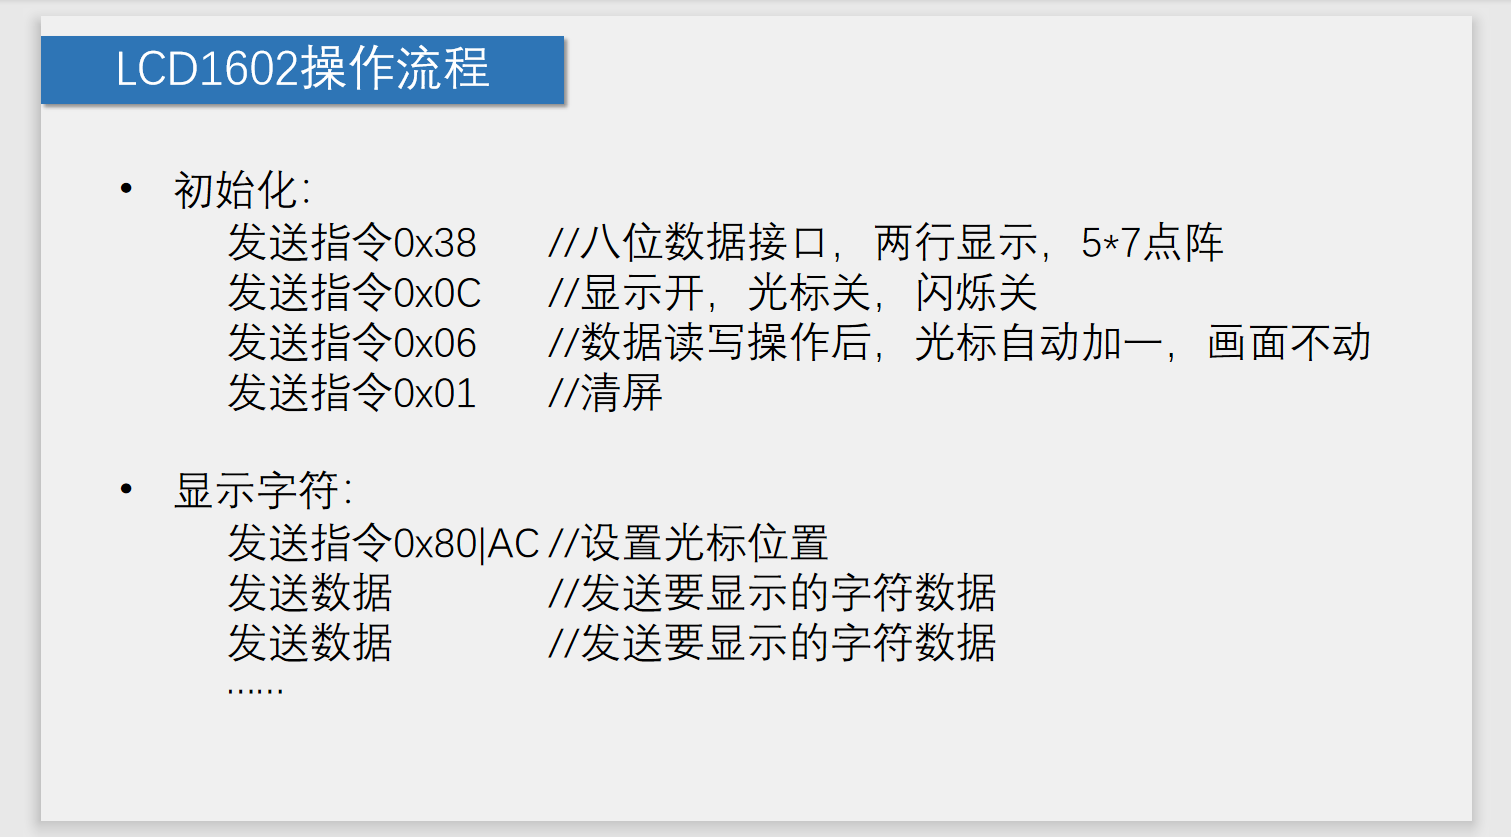 LCD1602操作流程
• 初始化：
发送指令0x38 //八位数据接口，两行显示，5*7点阵
发送指令0x0C //显示开，光标关，闪烁关
发送指令0x06 //数据读写操作后，光标自动加一，画面不动
发送指令0x01 //清屏
• 显示字符：
发送指令0x80|AC //设置光标位置
发送数据 //发送要显示的字符数据
发送数据 //发送要显示的字符数据
……